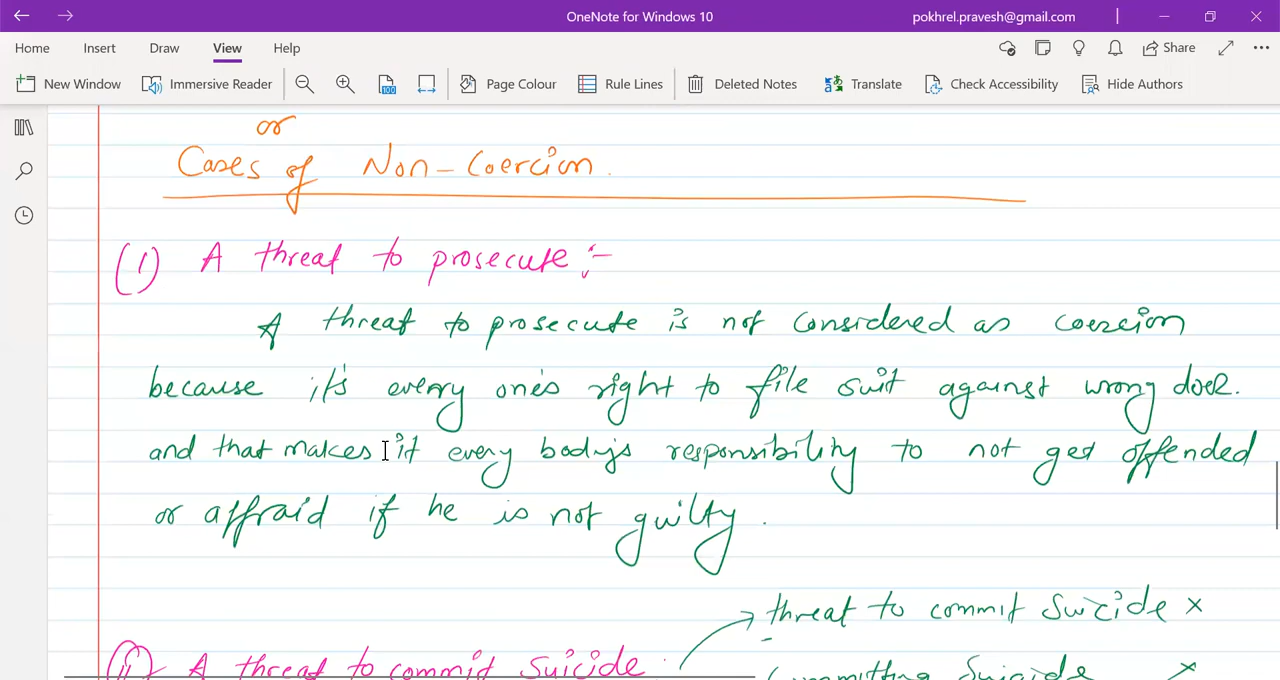 OneNote for Windows 10
pokhrel.pravesh@gmail.com
Home Insert Draw View Help
Share
New Window Immersive Reader Page Colour Rule Lines Deleted Notes Translate Check Accessibility Hide Authors
or
Cases of Non-Coercion.
(1) A threat to prosecute :-
A threat to prosecute is not considered as coercion
because it's every one's right to file suit against wrong doer.
and that makes it every body's responsibility to not get offended
or affraid if he is not guilty.
threat to commit Suicide ×
(ii) A threat to commit Suicide
Committing Suicide ×